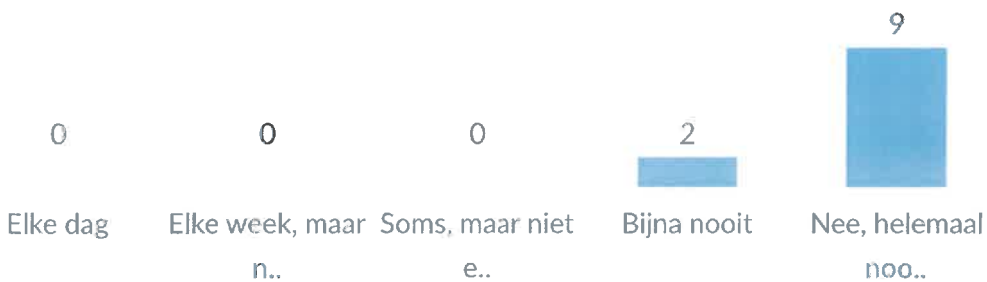 9
0 0 0 2
Elke dag Elke week, maar Soms, maar niet Bijna nooit Nee, helemaal
n.. e.. noo..